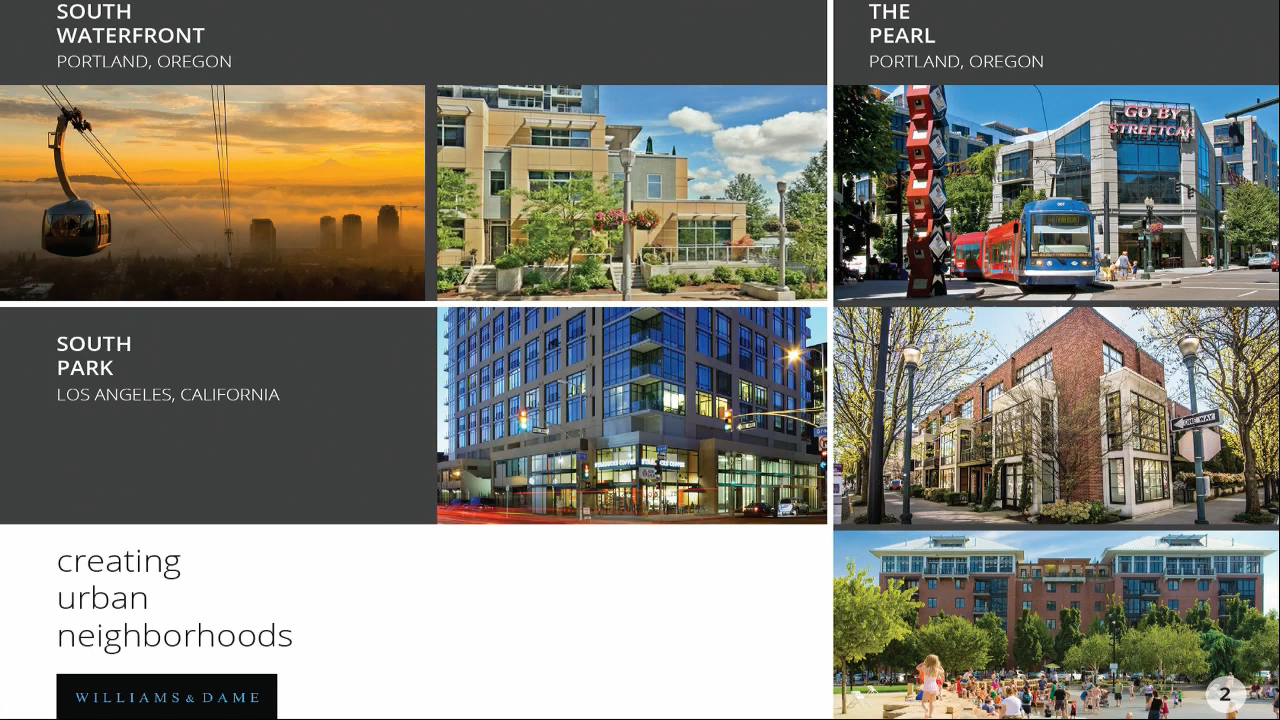 SOUTH
WATERFRONT
PORTLAND, OREGON
THE
PEARL
PORTLAND, OREGON
GO BY
STREETCAR
SOUTH
PARK
LOS ANGELES, CALIFORNIA
ONE WAY
creating
urban
neighborhoods
WILLIAMS & DAME
2